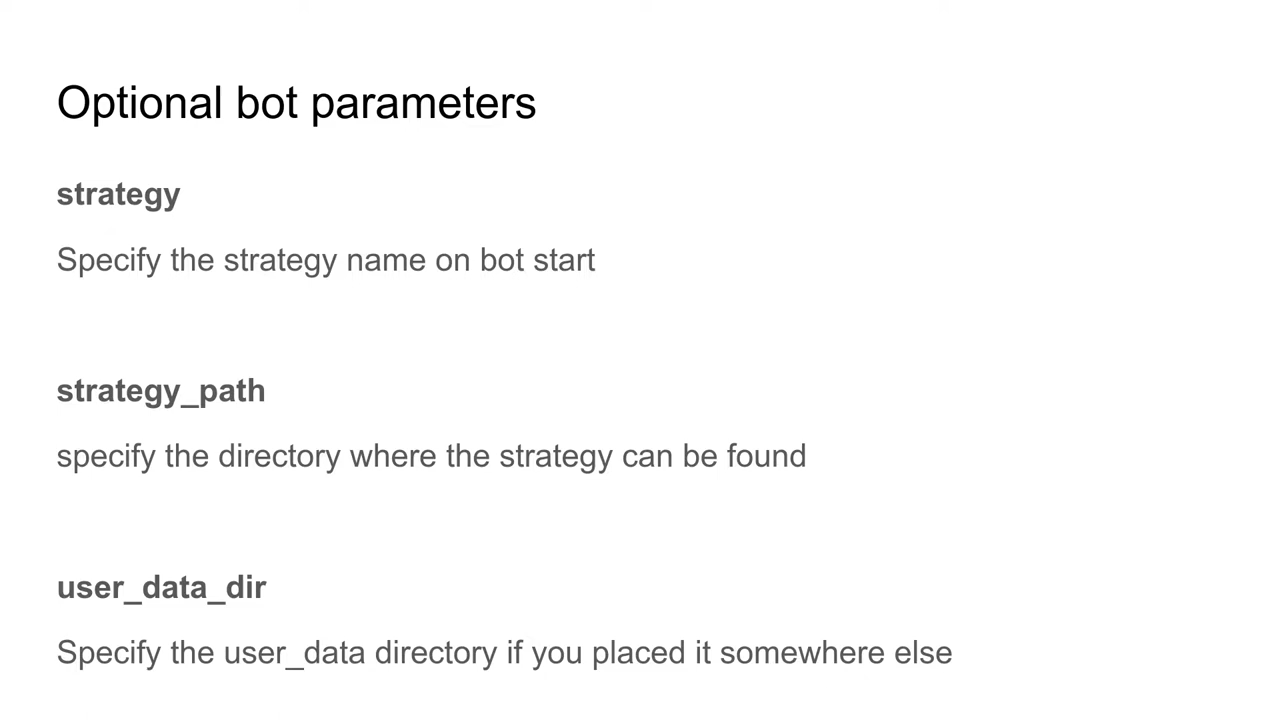 Optional bot parameters
strategy
Specify the strategy name on bot start
strategy_path
specify the directory where the strategy can be found
user_data_dir
Specify the user_data directory if you placed it somewhere else